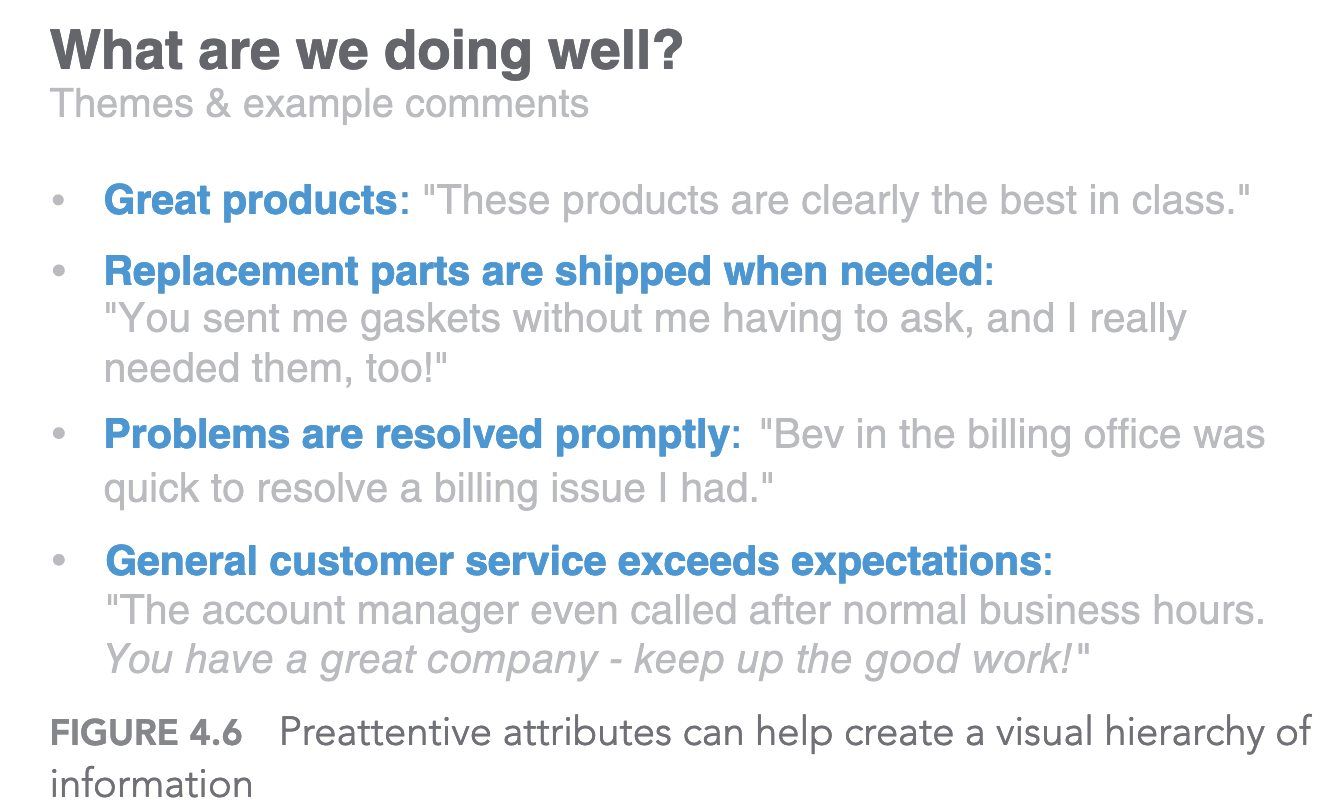 What are we doing well?
Themes & example comments
• Great products: "These products are clearly the best in class."
• Replacement parts are shipped when needed:
"You sent me gaskets without me having to ask, and I really
needed them, too!"
• Problems are resolved promptly: "Bev in the billing office was
quick to resolve a billing issue I had."
• General customer service exceeds expectations:
"The account manager even called after normal business hours.
You have a great company - keep up the good work!"
FIGURE 4.6 Preattentive attributes can help create a visual hierarchy of
information